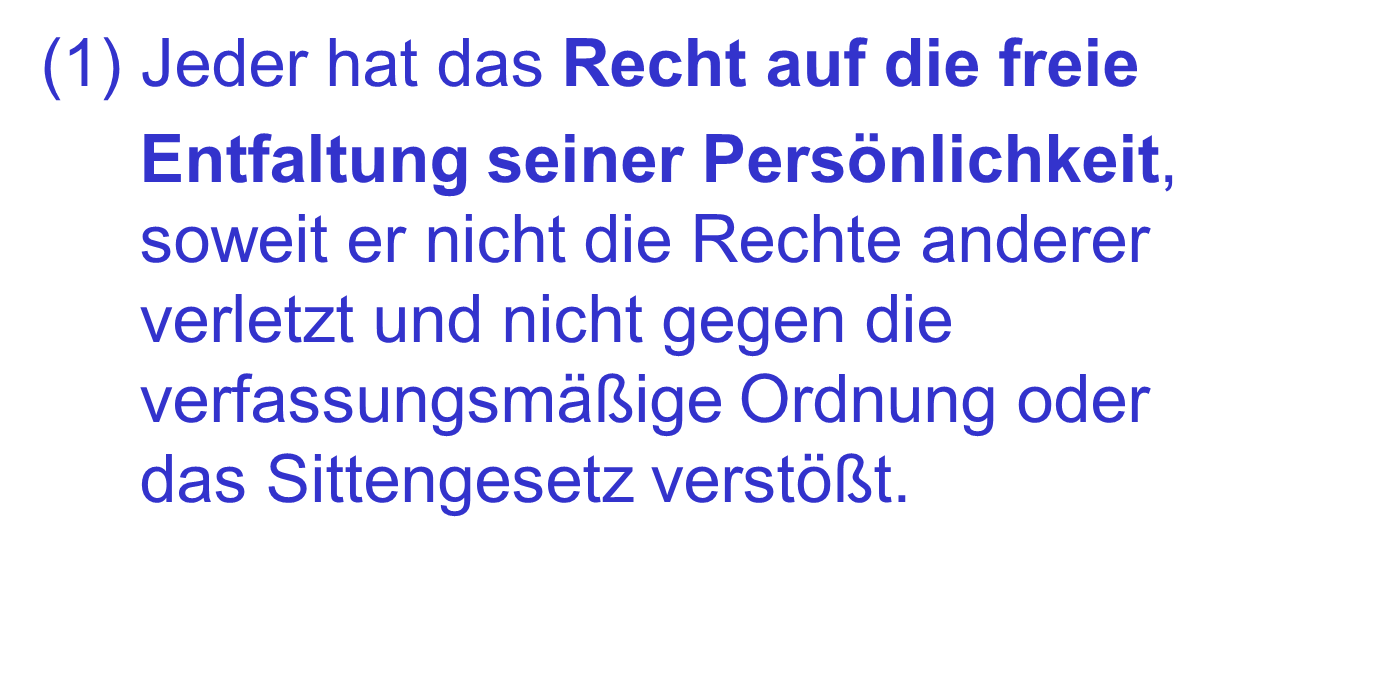 (1) Jeder hat das Recht auf die freie
Entfaltung seiner Persönlichkeit,
soweit er nicht die Rechte anderer
verletzt und nicht gegen die
verfassungsmäßige Ordnung oder
das Sittengesetz verstößt.